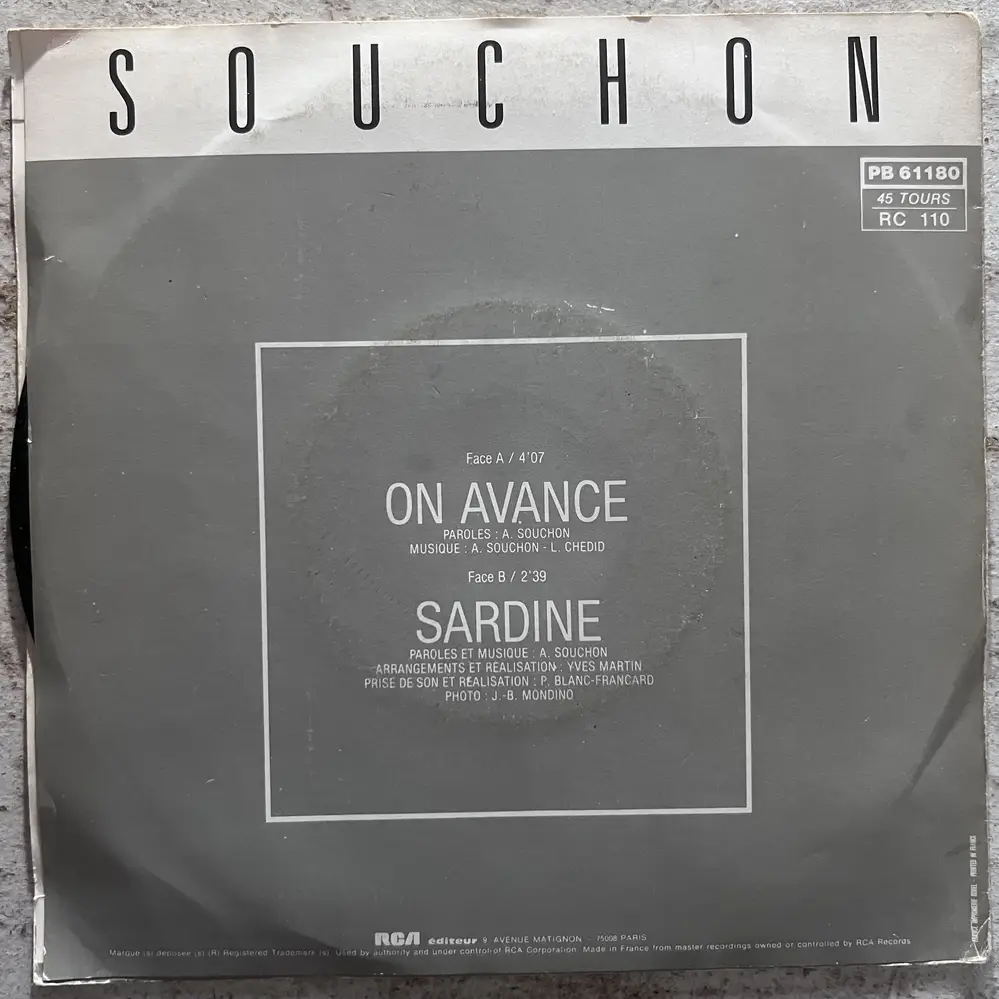 SOUCHON
PB 61180
45 TOURS
RC 110
Face A / 4'07
ON AVANCE
PAROLES : A. SOUCHON
MUSIQUE : A. SOUCHON - L. CHEDID
Face B / 2'39
SARDINE
PAROLES ET MUSIQUE : A. SOUCHON
ARRANGEMENTS ET RÉALISATION : YVES MARTIN
PRISE DE SON ET RÉALISATION : P. BLANC-FRANCARD
PHOTO : J.-B. MONDINO
RCA éditeur 9, AVENUE MATIGNON - 75008 PARIS
Marque (s) déposée (s) (R) Registered Trademark (s). Used by authority and under control of RCA Corporation. Made in France from master recordings owned or controlled by RCA Records
PRINTED IN FRANCE